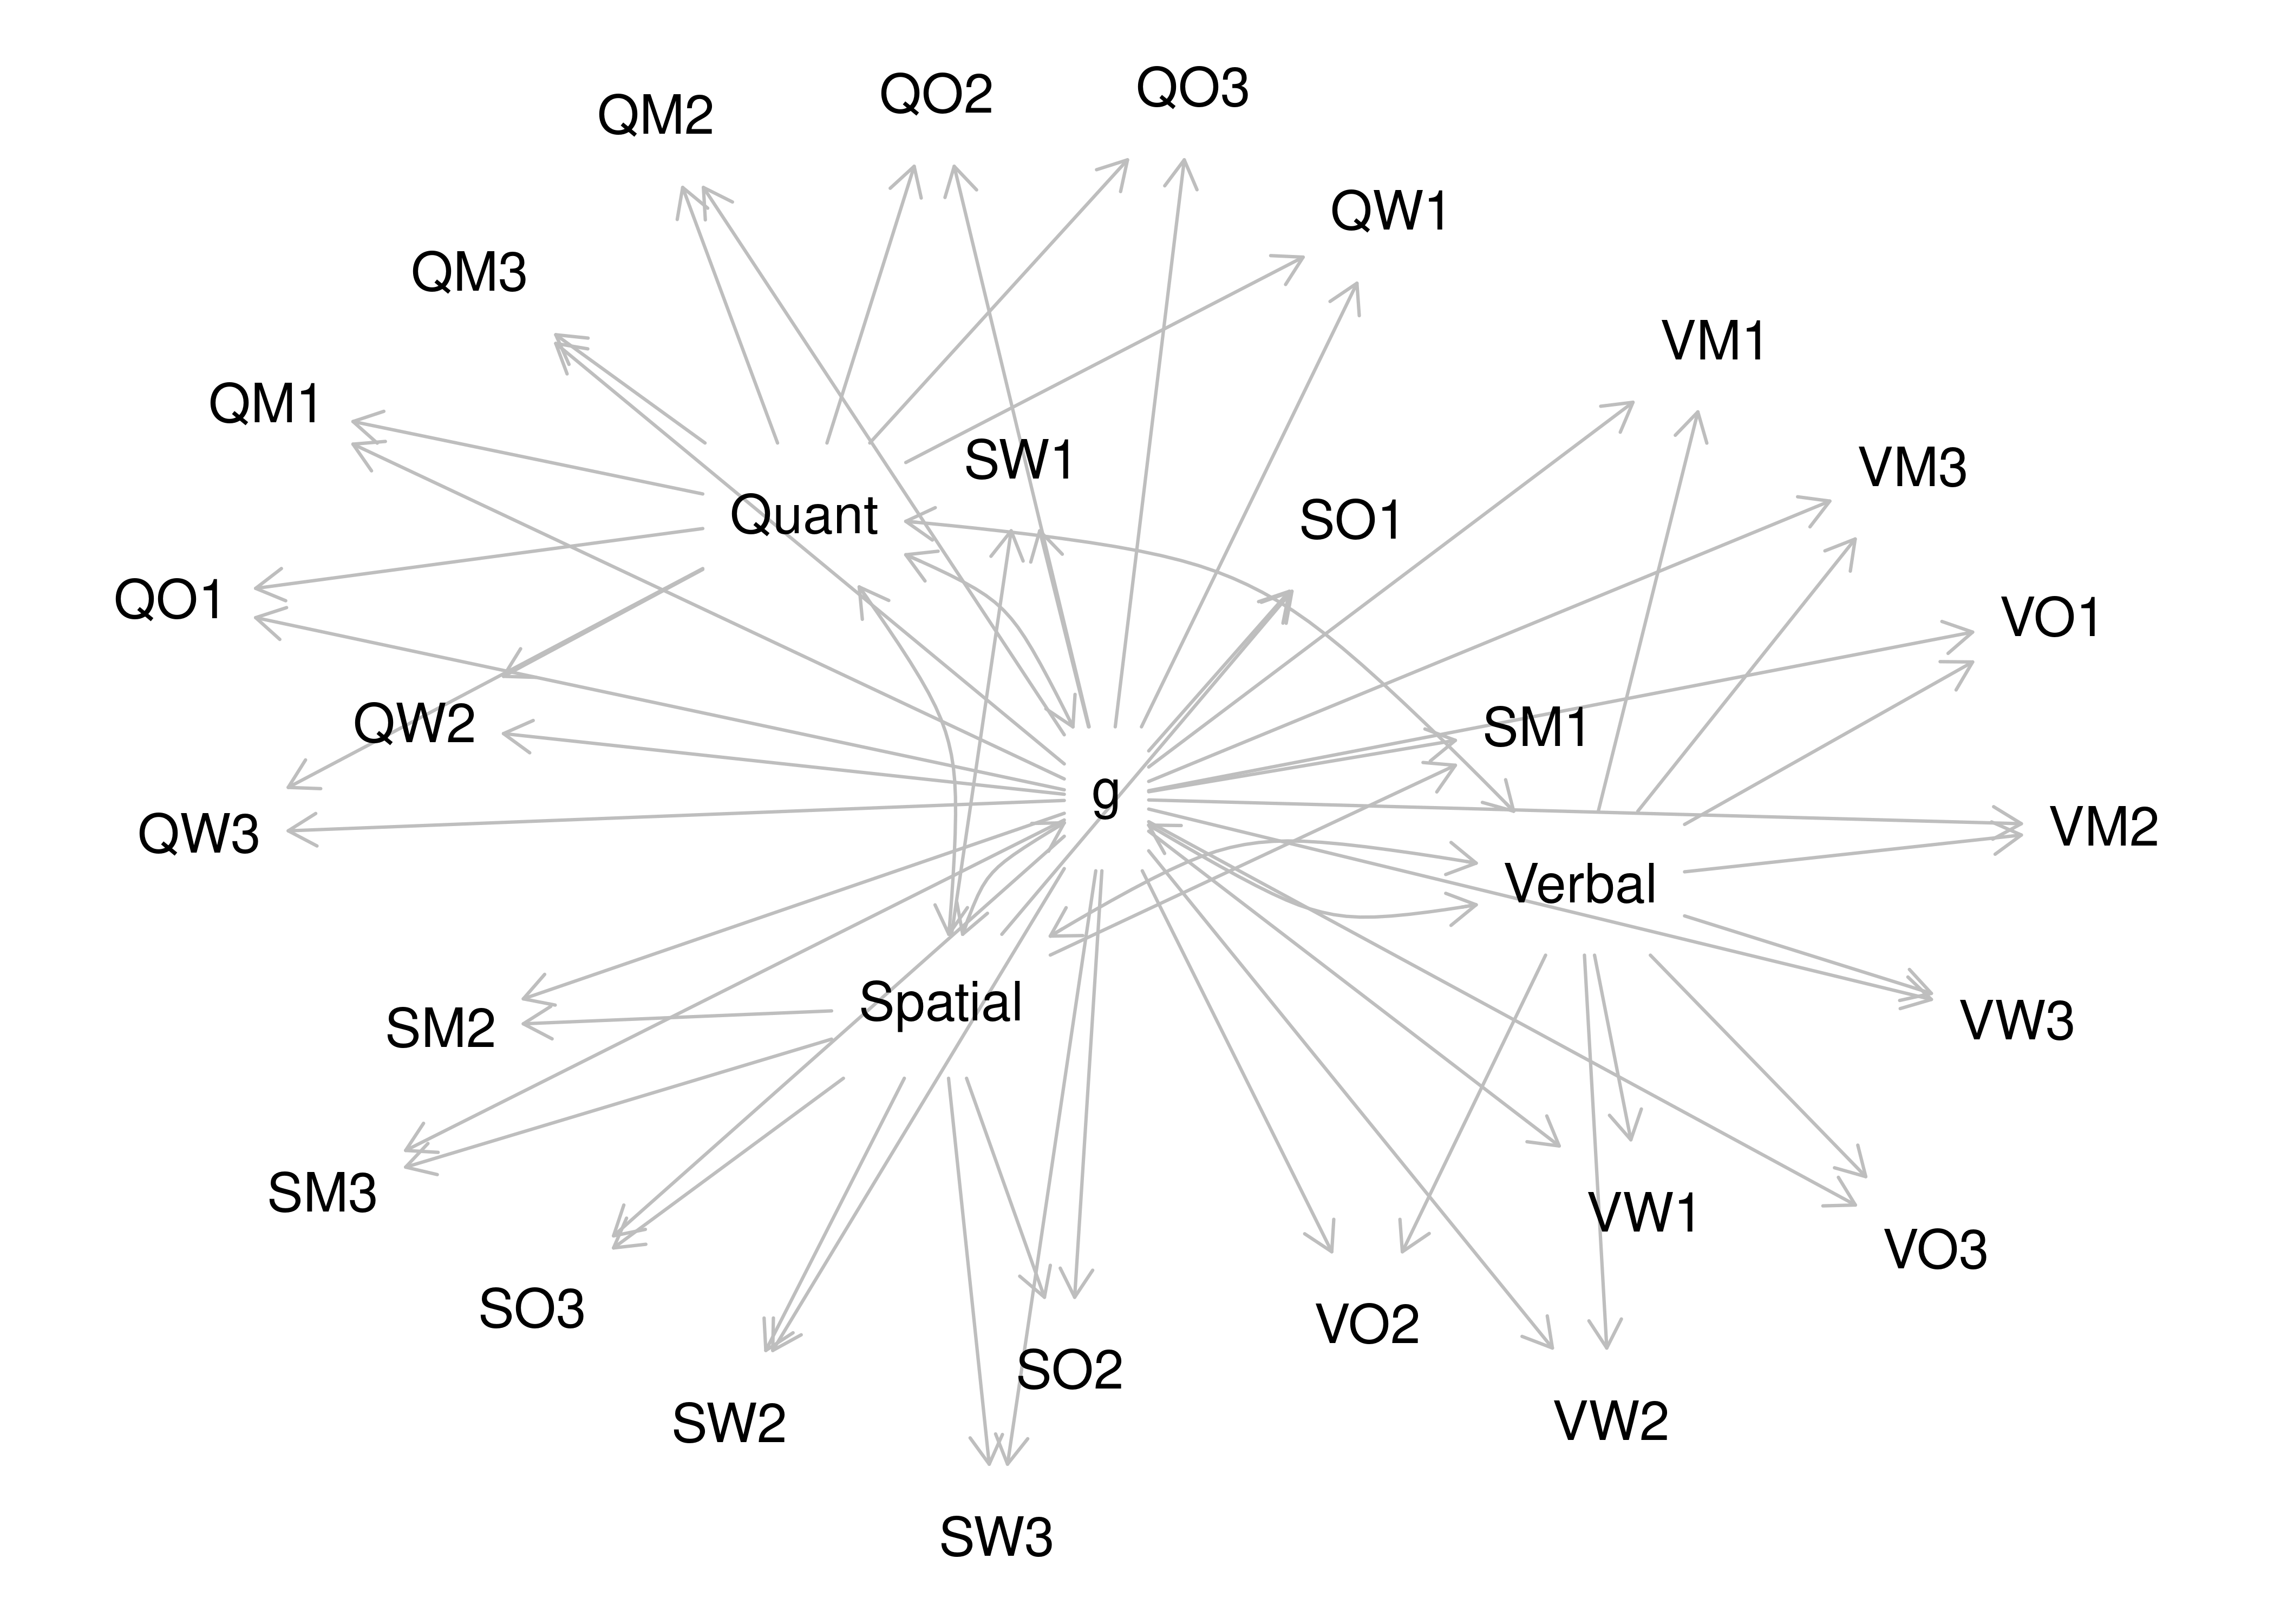 QO3
QO2
QM2
QW1
QM3
VM1
QM1
SW1
VM3
Quant
SO1
QO1
VO1
QW2
SM1
g
VM2
QW3
Verbal
Spatial
VW3
SM2
SM3
VW1
VO3
SO3
VO2
SO2
VW2
SW2
SW3